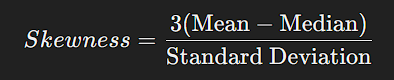 Skewness = 3(Mean − Median) / Standard Deviation